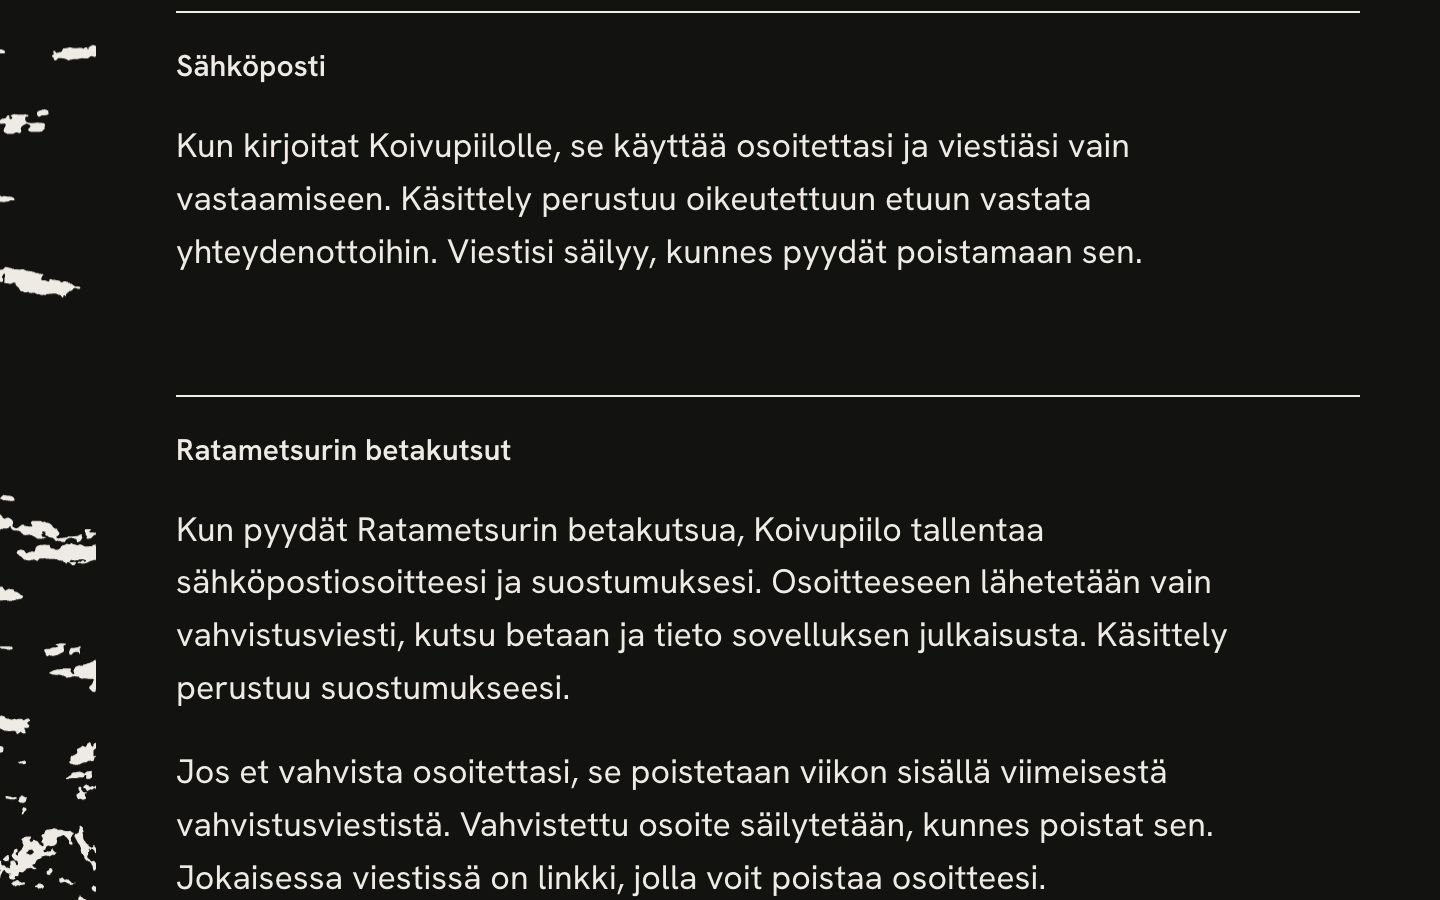 Sähköposti
Kun kirjoitat Koivupiilolle, se käyttää osoitettasi ja viestiäsi vain
vastaamiseen. Käsittely perustuu oikeutettuun etuun vastata
yhteydenottoihin. Viestisi säilyy, kunnes pyydät poistamaan sen.
Ratametsurin betakutsut
Kun pyydät Ratametsurin betakutsua, Koivupiilo tallentaa
sähköpostiosoitteesi ja suostumuksesi. Osoitteeseen lähetetään vain
vahvistusviesti, kutsu betaan ja tieto sovelluksen julkaisusta. Käsittely
perustuu suostumukseesi.
Jos et vahvista osoitettasi, se poistetaan viikon sisällä viimeisestä
vahvistusviestistä. Vahvistettu osoite säilytetään, kunnes poistat sen.
Jokaisessa viestissä on linkki, jolla voit poistaa osoitteesi.